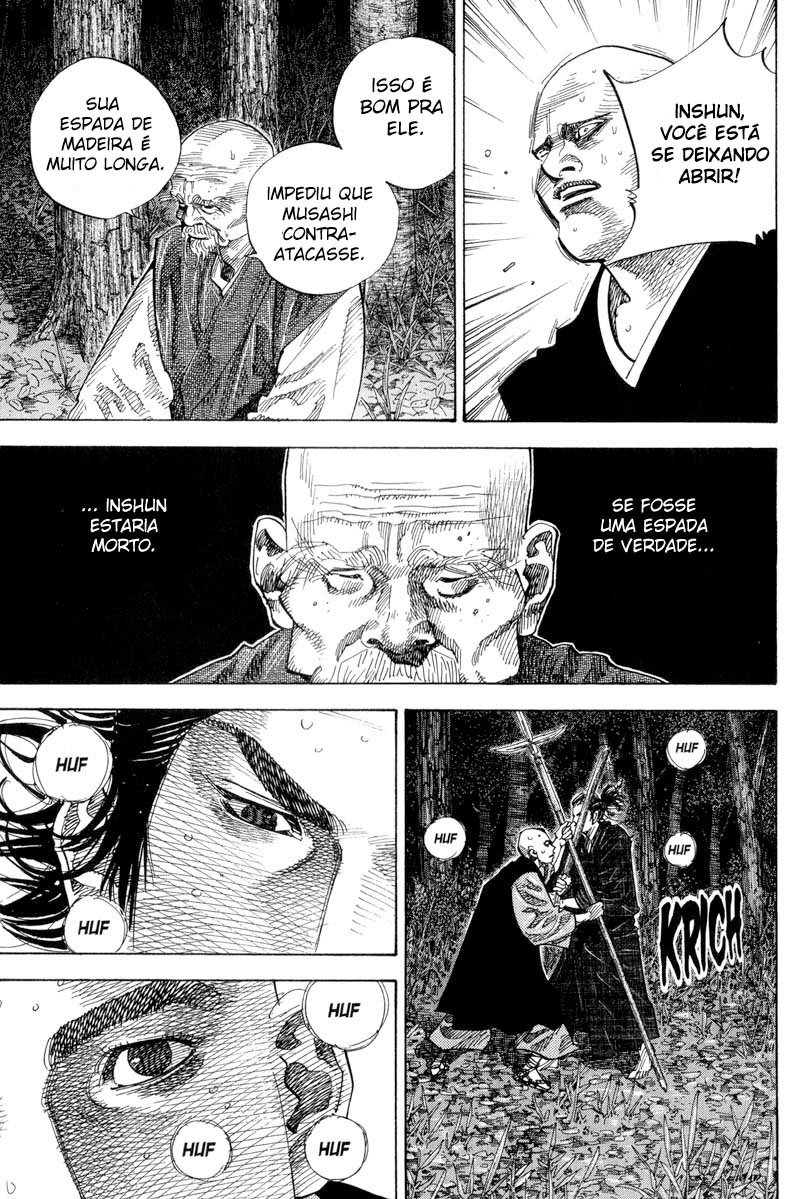 INSHUN,
VOCÊ ESTÁ
SE DEIXANDO
ABRIR!
ISSO É
BOM PRA
ELE.
IMPEDIU QUE
MUSASHI
CONTRA-
ATACASSE.
SUA
ESPADA DE
MADEIRA É
MUITO LONGA.
SE FOSSE
UMA ESPADA
DE VERDADE...
... INSHUN
ESTARIA
MORTO.
HUF
HUF
HUF
KRICH
HUF
HUF
HUF
HUF
HUF